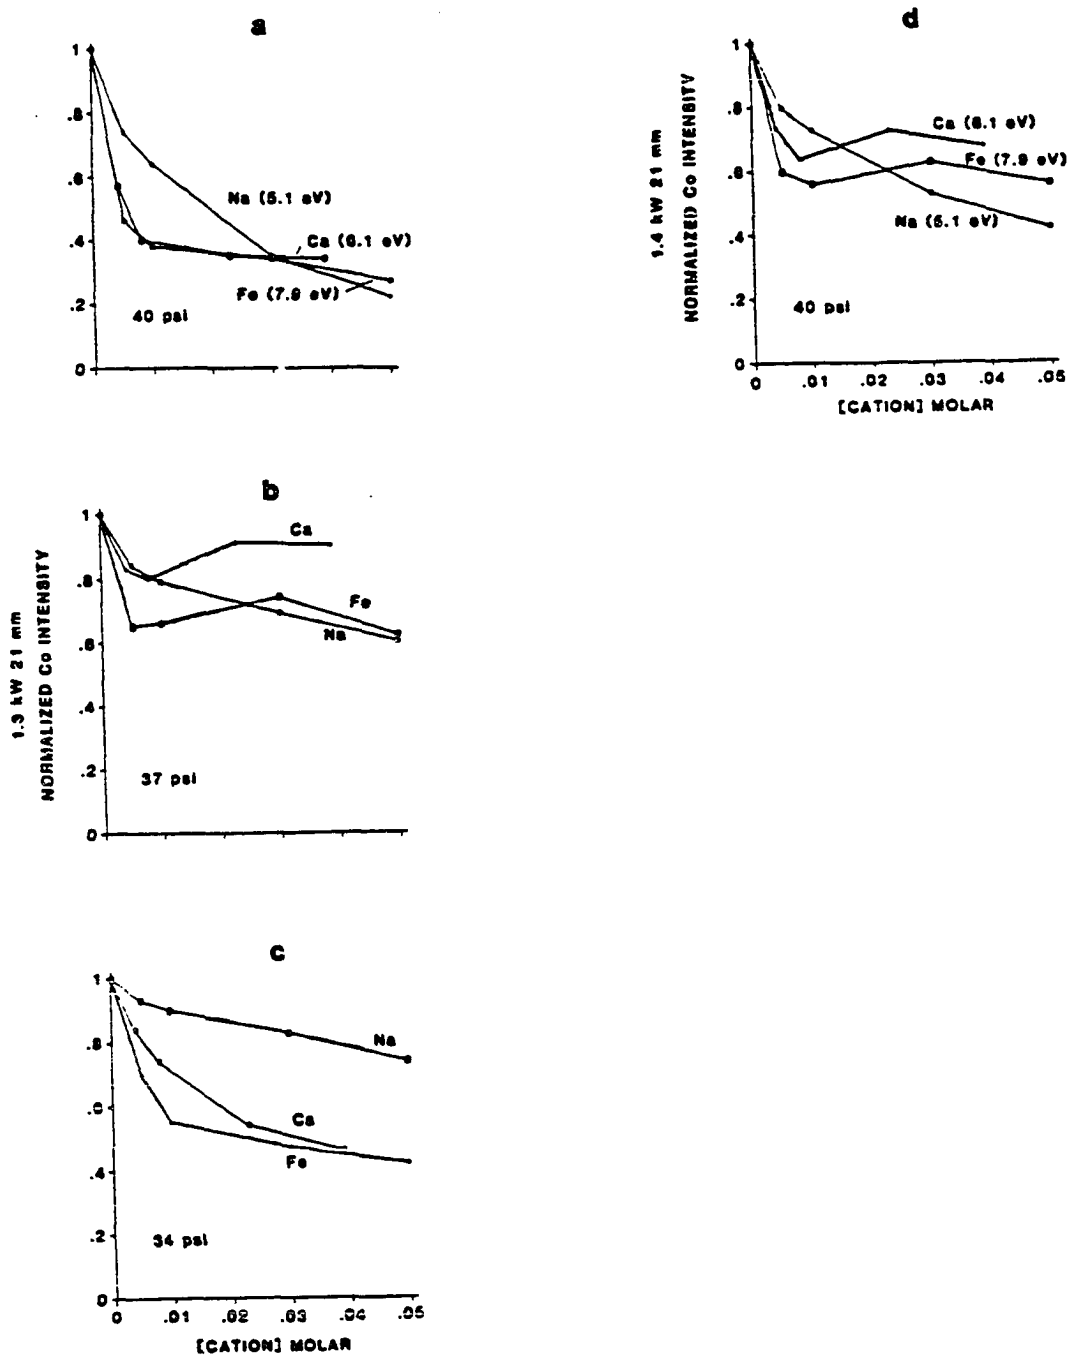 a
1
.8
.6
.4
.2
0
Na (5.1 eV)
Ca (6.1 eV)
Fe (7.9 eV)
40 psi
d
1.4 kW 21 mm
NORMALIZED Co INTENSITY
1
.8
.6
.4
.2
0
Ca (6.1 eV)
Fe (7.9 eV)
Na (5.1 eV)
40 psi
0 .01 .02 .03 .04 .05
[CATION] MOLAR
b
1.3 kW 21 mm
NORMALIZED Co INTENSITY
1
.8
.6
.4
.2
0
Ca
Fe
Na
37 psi
c
1
.8
.6
.4
.2
0
Na
Ca
Fe
34 psi
0 .01 .02 .03 .04 .05
[CATION] MOLAR